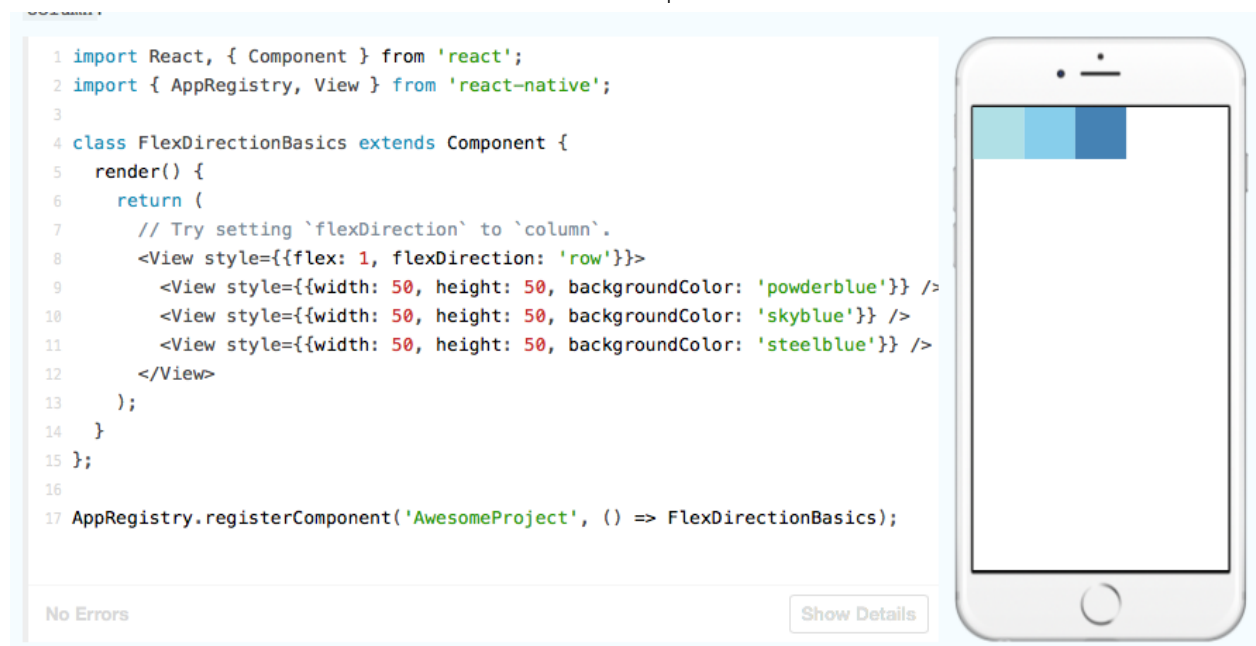 1 import React, { Component } from 'react';
2 import { AppRegistry, View } from 'react-native';
3
4 class FlexDirectionBasics extends Component {
5   render() {
6     return (
7       // Try setting `flexDirection` to `column`.
8       <View style={{flex: 1, flexDirection: 'row'}}>
9         <View style={{width: 50, height: 50, backgroundColor: 'powderblue'}} />
10         <View style={{width: 50, height: 50, backgroundColor: 'skyblue'}} />
11         <View style={{width: 50, height: 50, backgroundColor: 'steelblue'}} />
12       </View>
13     );
14   }
15 };
16
17 AppRegistry.registerComponent('AwesomeProject', () => FlexDirectionBasics);
No Errors
Show Details